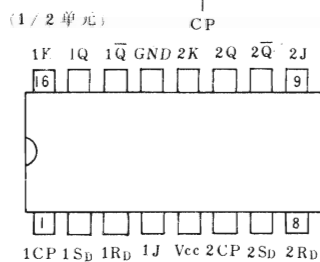 (1/2单元)
CP
1K 1Q 1Q̅ GND 2K 2Q 2Q̅ 2J
16 9
1 8
1CP 1S_D 1R_D 1J Vcc 2CP 2S_D 2R_D